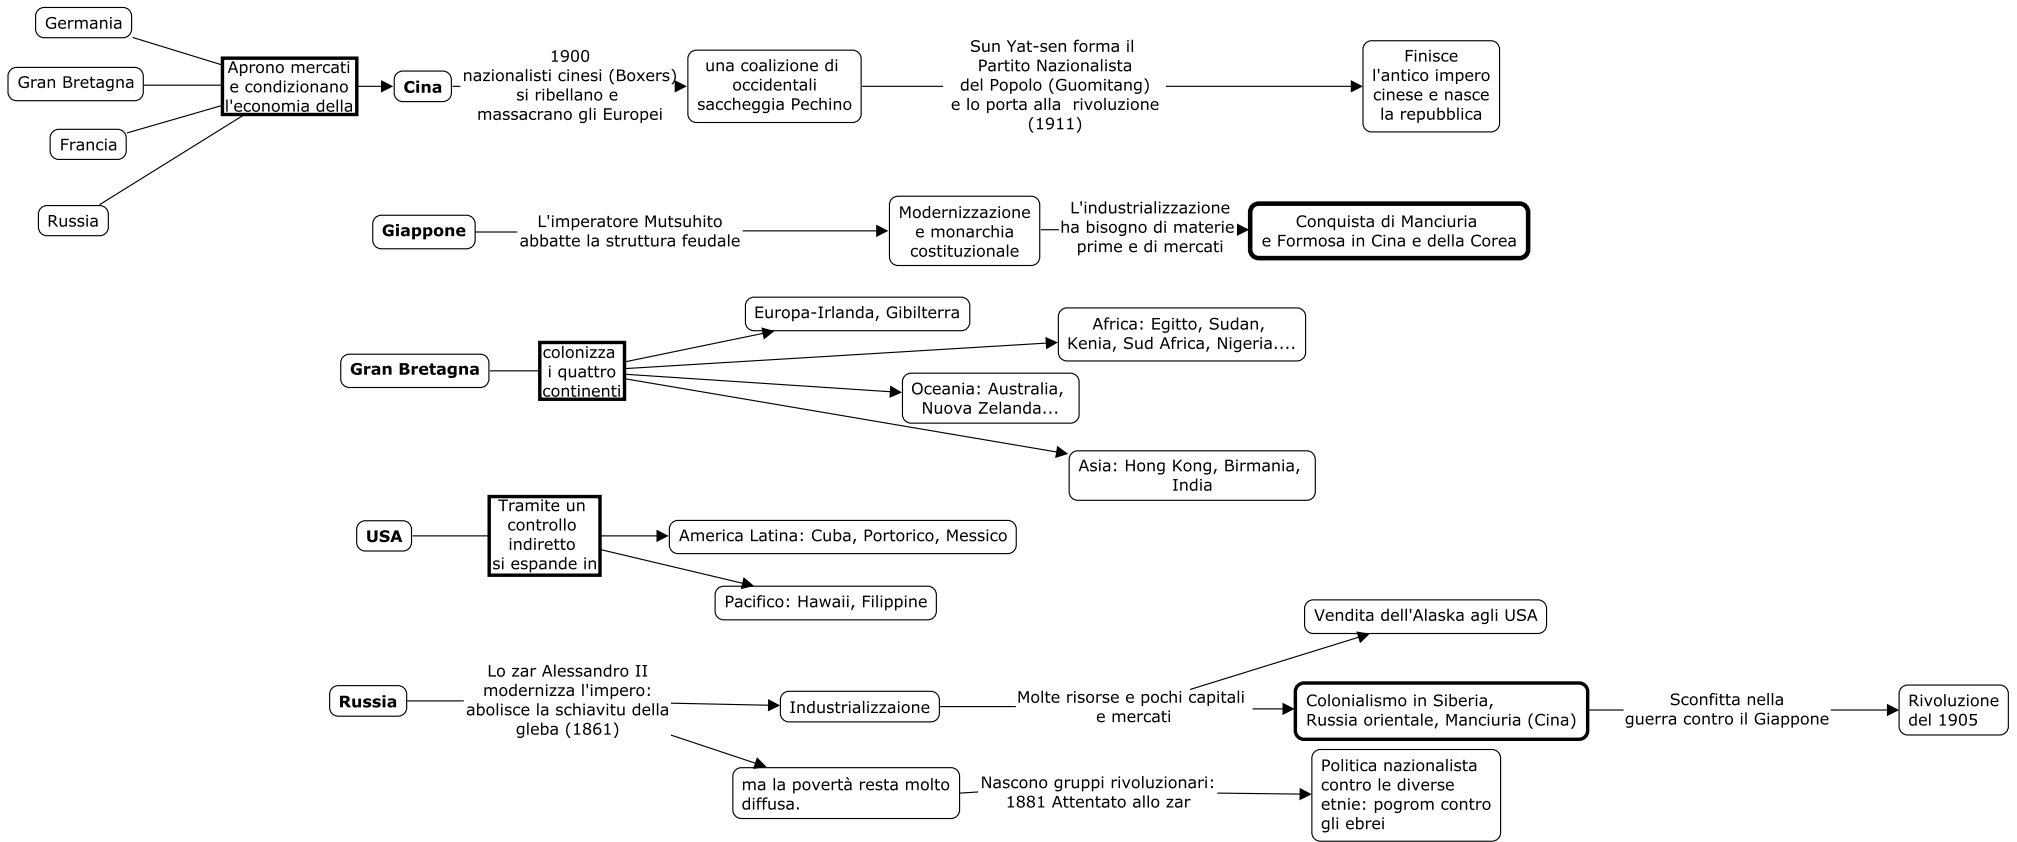 Germania
Gran Bretagna
Francia
Russia
Aprono mercati
e condizionano
l'economia della
Cina
1900
nazionalisti cinesi (Boxers)
si ribellano e
massacrano gli Europei
una coalizione di
occidentali
saccheggia Pechino
Sun Yat-sen forma il
Partito Nazionalista
del Popolo (Guomitang)
e lo porta alla  rivoluzione
(1911)
Finisce
l'antico impero
cinese e nasce
la repubblica
Giappone
L'imperatore Mutsuhito
abbatte la struttura feudale
Modernizzazione
e monarchia
costituzionale
L'industrializzazione
ha bisogno di materie
prime e di mercati
Conquista di Manciuria
e Formosa in Cina e della Corea
Gran Bretagna
colonizza
i quattro
continenti
Europa-Irlanda, Gibilterra
Africa: Egitto, Sudan,
Kenia, Sud Africa, Nigeria....
Oceania: Australia,
Nuova Zelanda...
Asia: Hong Kong, Birmania,
India
USA
Tramite un
controllo
indiretto
si espande in
America Latina: Cuba, Portorico, Messico
Pacifico: Hawaii, Filippine
Russia
Lo zar Alessandro II
modernizza l'impero:
abolisce la schiavitu della
gleba (1861)
Industrializzaione
Molte risorse e pochi capitali
e mercati
Vendita dell'Alaska agli USA
Colonialismo in Siberia,
Russia orientale, Manciuria (Cina)
Sconfitta nella
guerra contro il Giappone
Rivoluzione
del 1905
ma la povertà resta molto
diffusa.
Nascono gruppi rivoluzionari:
1881 Attentato allo zar
Politica nazionalista
contro le diverse
etnie: pogrom contro
gli ebrei